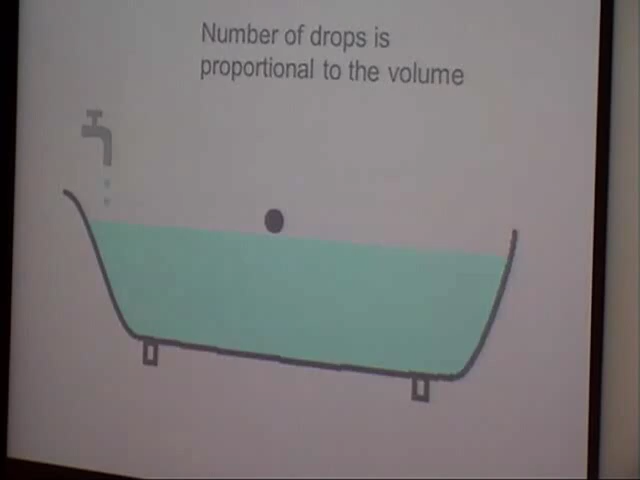 Number of drops is
proportional to the volume